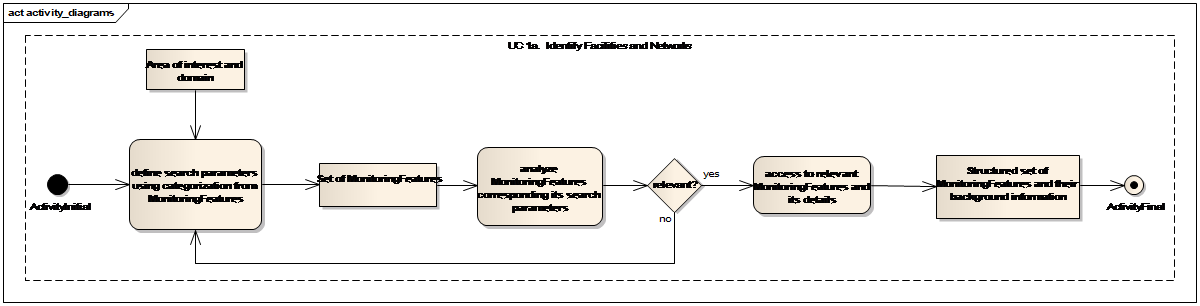 act activity_diagrams
UC 1a. Identify Facilities and Networks
Area of interest and
domain
ActivityInitial
define search parameters
using categorization from
MonitoringFeatures
Set of MonitoringFeatures
analyze
MonitoringFeatures
corresponding its search
parameters
relevant?
yes
no
access to relevant
MonitoringFeatures and
its details
Structured set of
MonitoringFeatures and their
background information
ActivityFinal